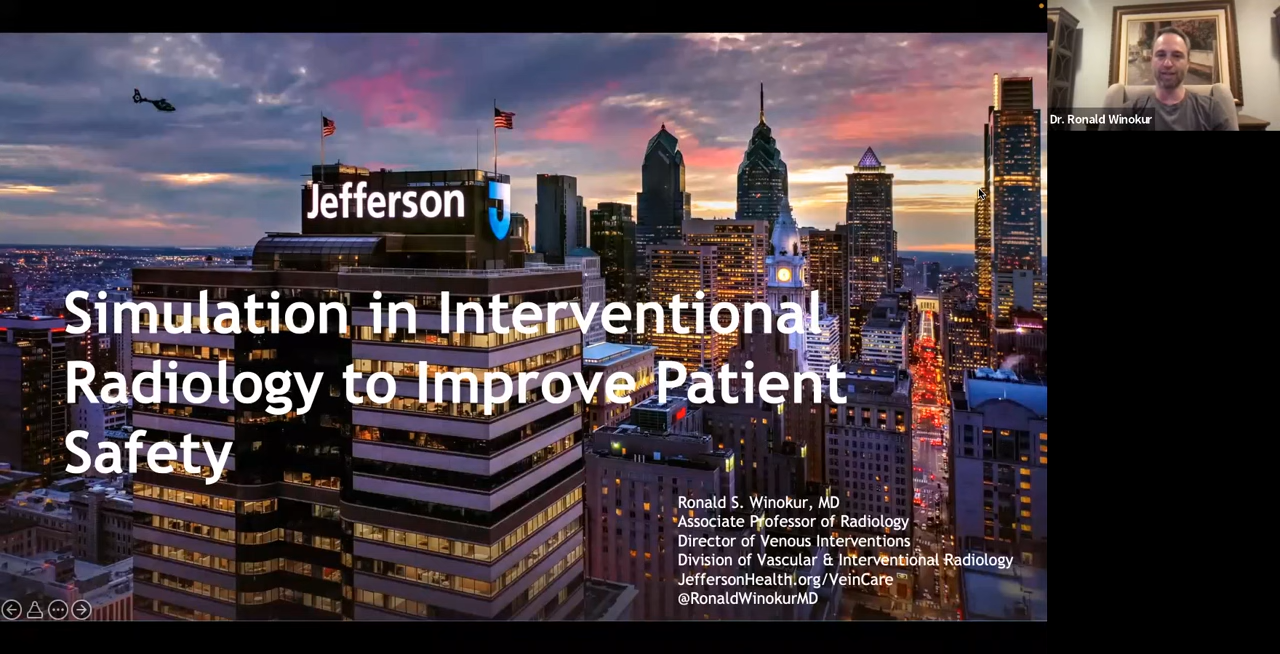 Jefferson
Simulation in Interventional
Radiology to Improve Patient
Safety
Ronald S. Winokur, MD
Associate Professor of Radiology
Director of Venous Interventions
Division of Vascular & Interventional Radiology
JeffersonHealth.org/VeinCare
@RonaldWinokurMD
Dr. Ronald Winokur